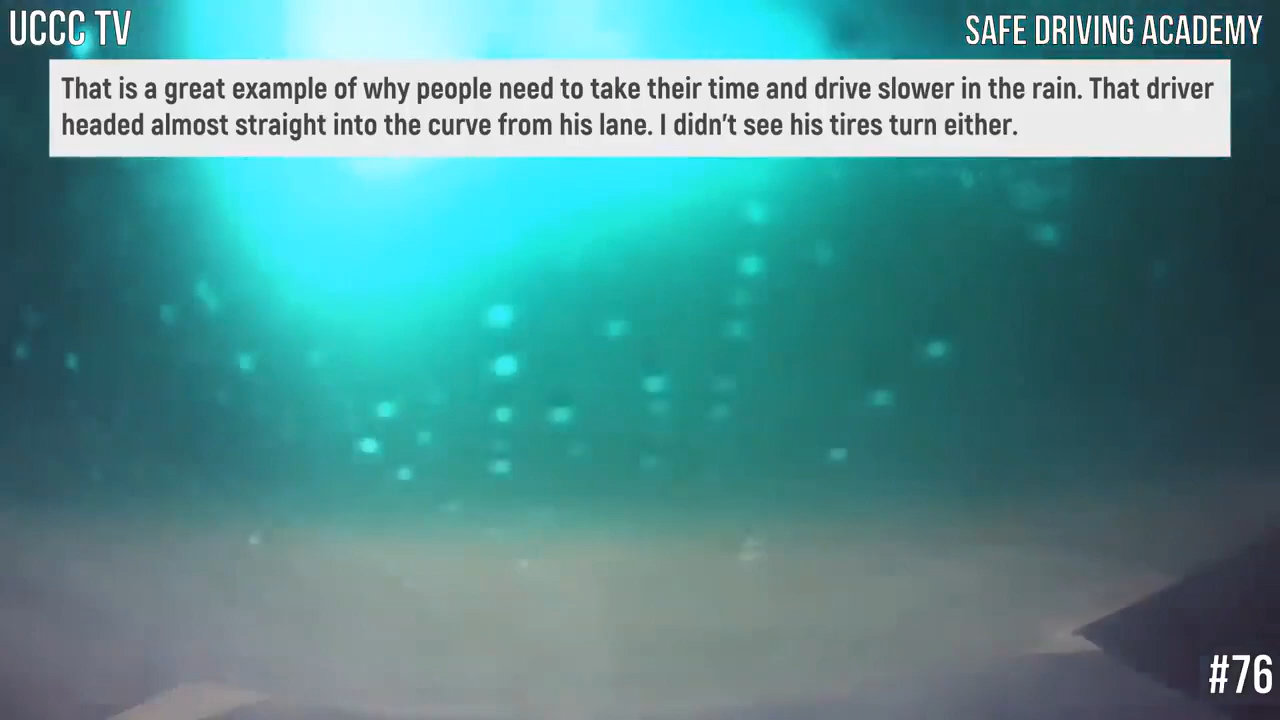 UCCC TV
SAFE DRIVING ACADEMY
That is a great example of why people need to take their time and drive slower in the rain. That driver
headed almost straight into the curve from his lane. I didn't see his tires turn either.
#76